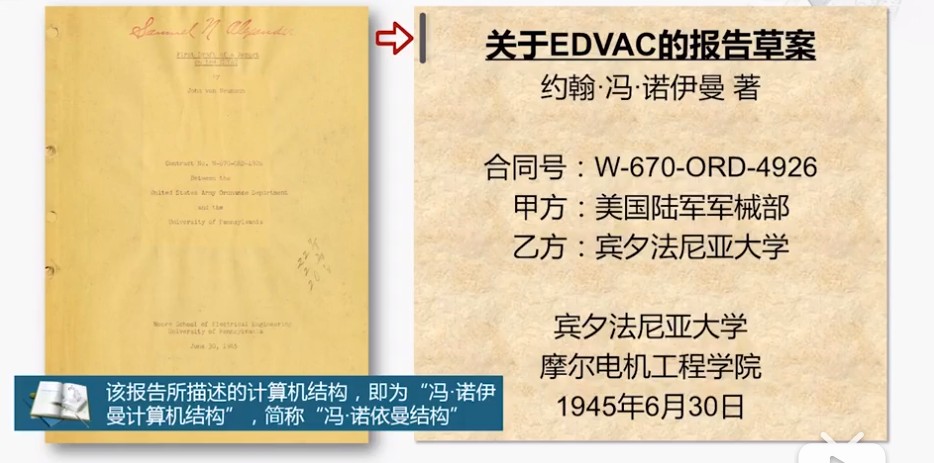 Samuel N Alexander
First Draft of a Report
on the EDVAC
by
John von Neumann
Contract No. W-670-ORD-4926
Between the
United States Army Ordnance Department
and the
University of Pennsylvania
Moore School of Electrical Engineering
University of Pennsylvania
June 30, 1945
该报告所描述的计算机结构，即为“冯·诺伊
曼计算机结构”，简称“冯·诺依曼结构”
关于EDVAC的报告草案
约翰·冯·诺伊曼 著
合同号：W-670-ORD-4926
甲方：美国陆军军械部
乙方：宾夕法尼亚大学
宾夕法尼亚大学
摩尔电机工程学院
1945年6月30日